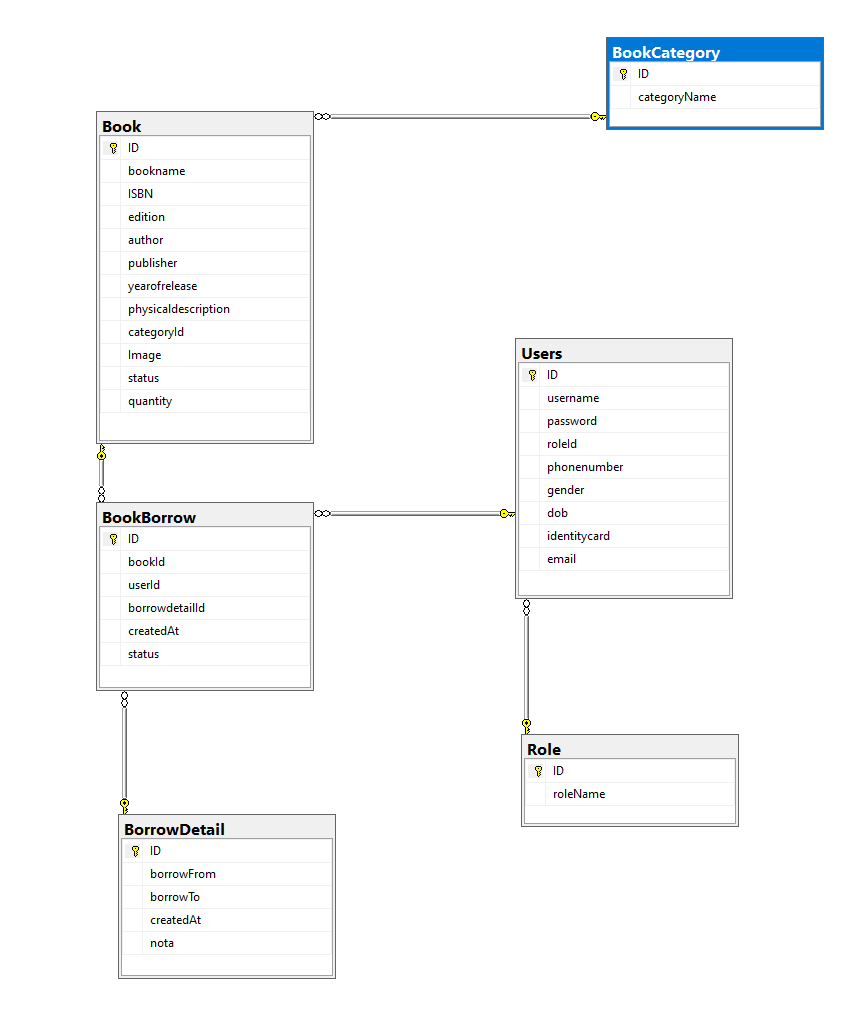 BookCategory
ID
categoryName
Book
ID
bookname
ISBN
edition
author
publisher
yearofrelease
physicaldescription
categoryId
Image
status
quantity
Users
ID
username
password
roleId
phonenumber
gender
dob
identitycard
email
BookBorrow
ID
bookId
userId
borrowdetailId
createdAt
status
Role
ID
roleName
BorrowDetail
ID
borrowFrom
borrowTo
createdAt
nota